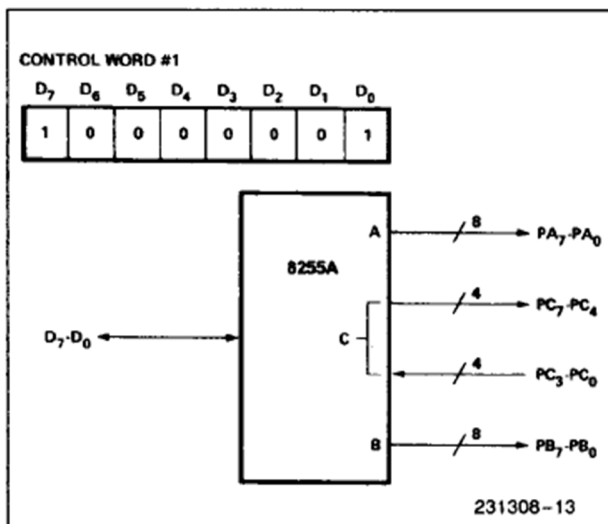 CONTROL WORD #1
D7 D6 D5 D4 D3 D2 D1 D0
1 0 0 0 0 0 0 1
A 8 PA7-PA0
8255A
4 PC7-PC4
D7-D0 C
4 PC3-PC0
B 8 PB7-PB0
231308-13